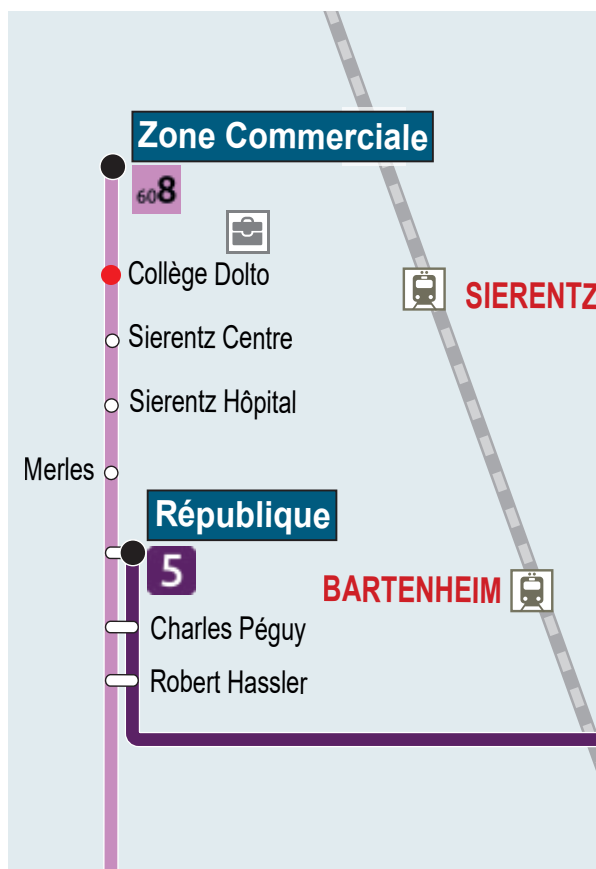 Zone Commerciale
608
Collège Dolto
SIERENTZ
Sierentz Centre
Sierentz Hôpital
Merles
République
5
BARTENHEIM
Charles Péguy
Robert Hassler